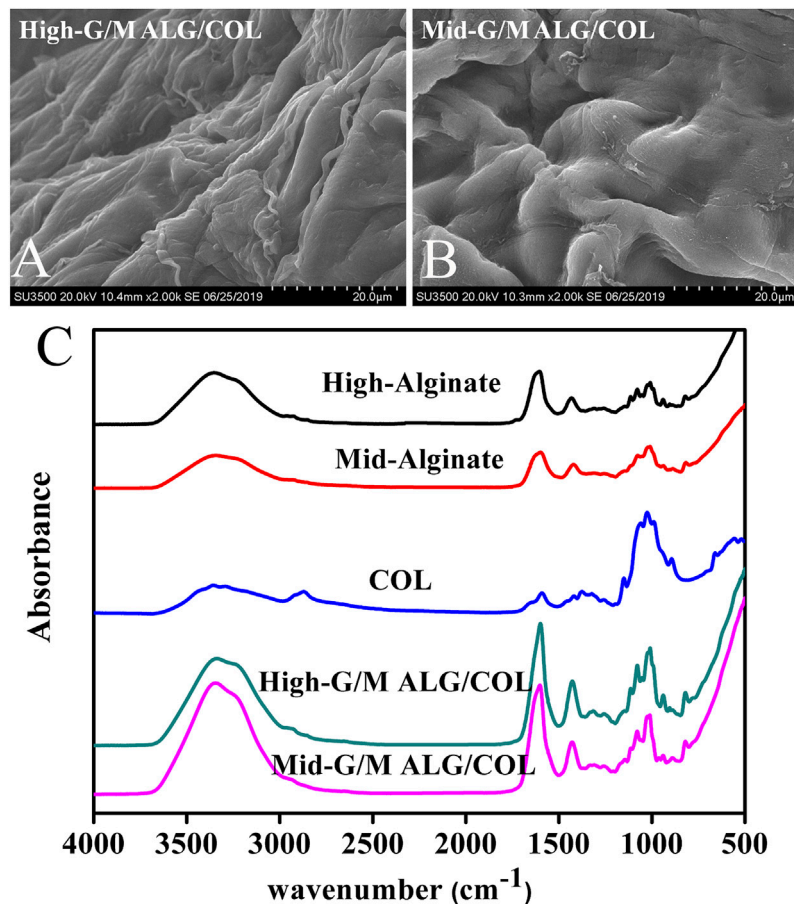 High-G/M ALG/COL
A
SU3500 20.0kV 10.4mm x2.00k SE 06/25/2019 20.0μm
Mid-G/M ALG/COL
B
SU3500 20.0kV 10.3mm x2.00k SE 06/25/2019 20.0μm
C
Absorbance
High-Alginate
Mid-Alginate
COL
High-G/M ALG/COL
Mid-G/M ALG/COL
4000 3500 3000 2500 2000 1500 1000 500
wavenumber (cm⁻¹)